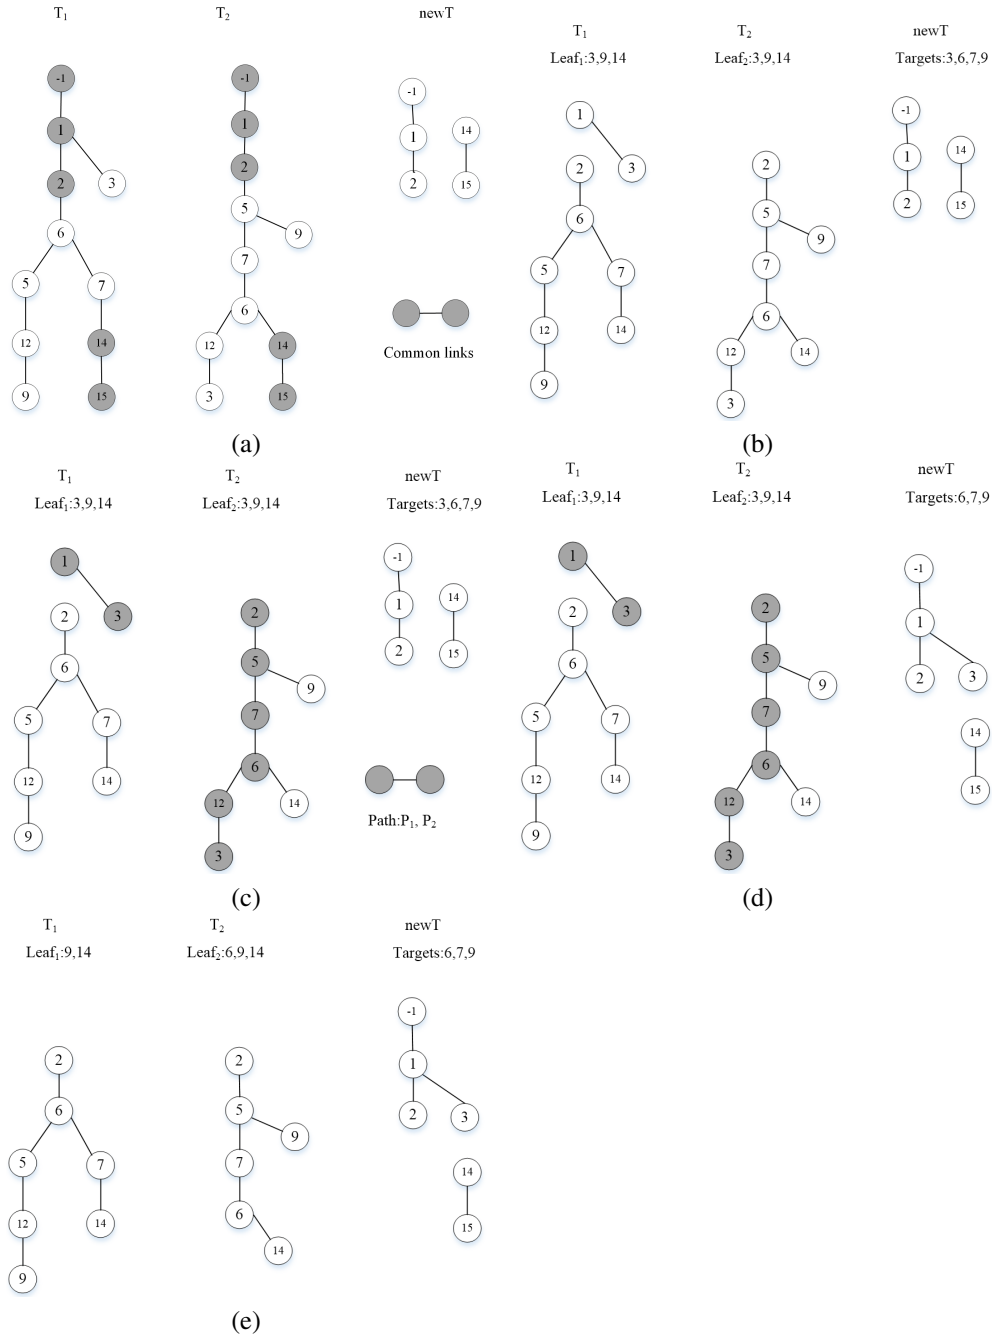 T1 T2 newT
-1 -1 -1
1 1 1 14
2 3 2 2 15
6 5 9
5 7 7
12 14 6
9 15 12 14
3 15
Common links
(a)
T1 T2 newT
Leaf1:3,9,14 Leaf2:3,9,14 Targets:3,6,7,9
1 -1
2 3 2 1 14
6 5 9 2 15
5 7 7
12 14 6
9 12 14
3
(b)
T1 T2 newT
Leaf1:3,9,14 Leaf2:3,9,14 Targets:3,6,7,9
1 -1
2 3 2 1 14
6 5 9 2 15
5 7 7
12 14 6
9 12 14
3
Path:P1, P2
(c)
T1 T2 newT
Leaf1:3,9,14 Leaf2:3,9,14 Targets:6,7,9
1 -1
2 3 2 1
6 5 9 2 3
5 7 7 14
12 14 6 15
9 12 14
3
(d)
T1 T2 newT
Leaf1:9,14 Leaf2:6,9,14 Targets:6,7,9
-1
2 2 1
6 5 9 2 3
5 7 7 14
12 14 6 15
9 14
(e)